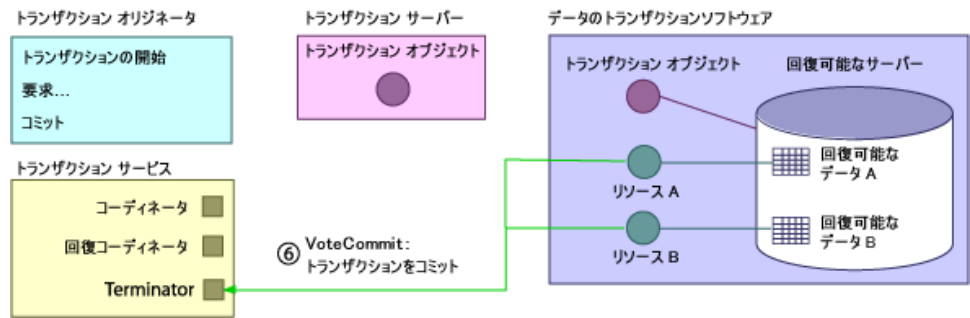 トランザクション オリジネータ
トランザクションの開始
要求...
コミット
トランザクション サーバー
トランザクション オブジェクト
データのトランザクションソフトウェア
トランザクション オブジェクト
回復可能なサーバー
回復可能な
データ A
リソース A
回復可能な
データ B
リソース B
トランザクション サービス
コーディネータ
回復コーディネータ
Terminator
⑥ VoteCommit:
トランザクションをコミット